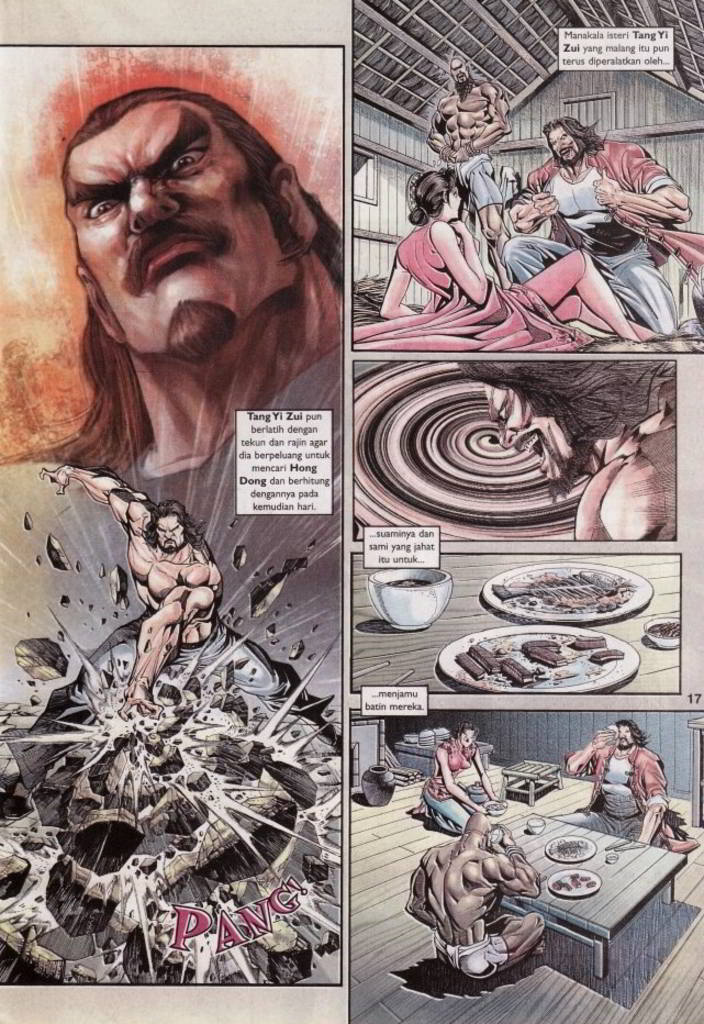 Tang Yi Zui pun
berlatih dengan
tekun dan rajin agar
dia berpeluang untuk
mencari Hong
Dong dan berhitung
dengannya pada
kemudian hari.
PANG!
Manakala isteri Tang Yi
Zui yang malang itu pun
terus diperalatkan oleh...
...suaminya dan
sami yang jahat
itu untuk...
...menjamu
batin mereka.
17